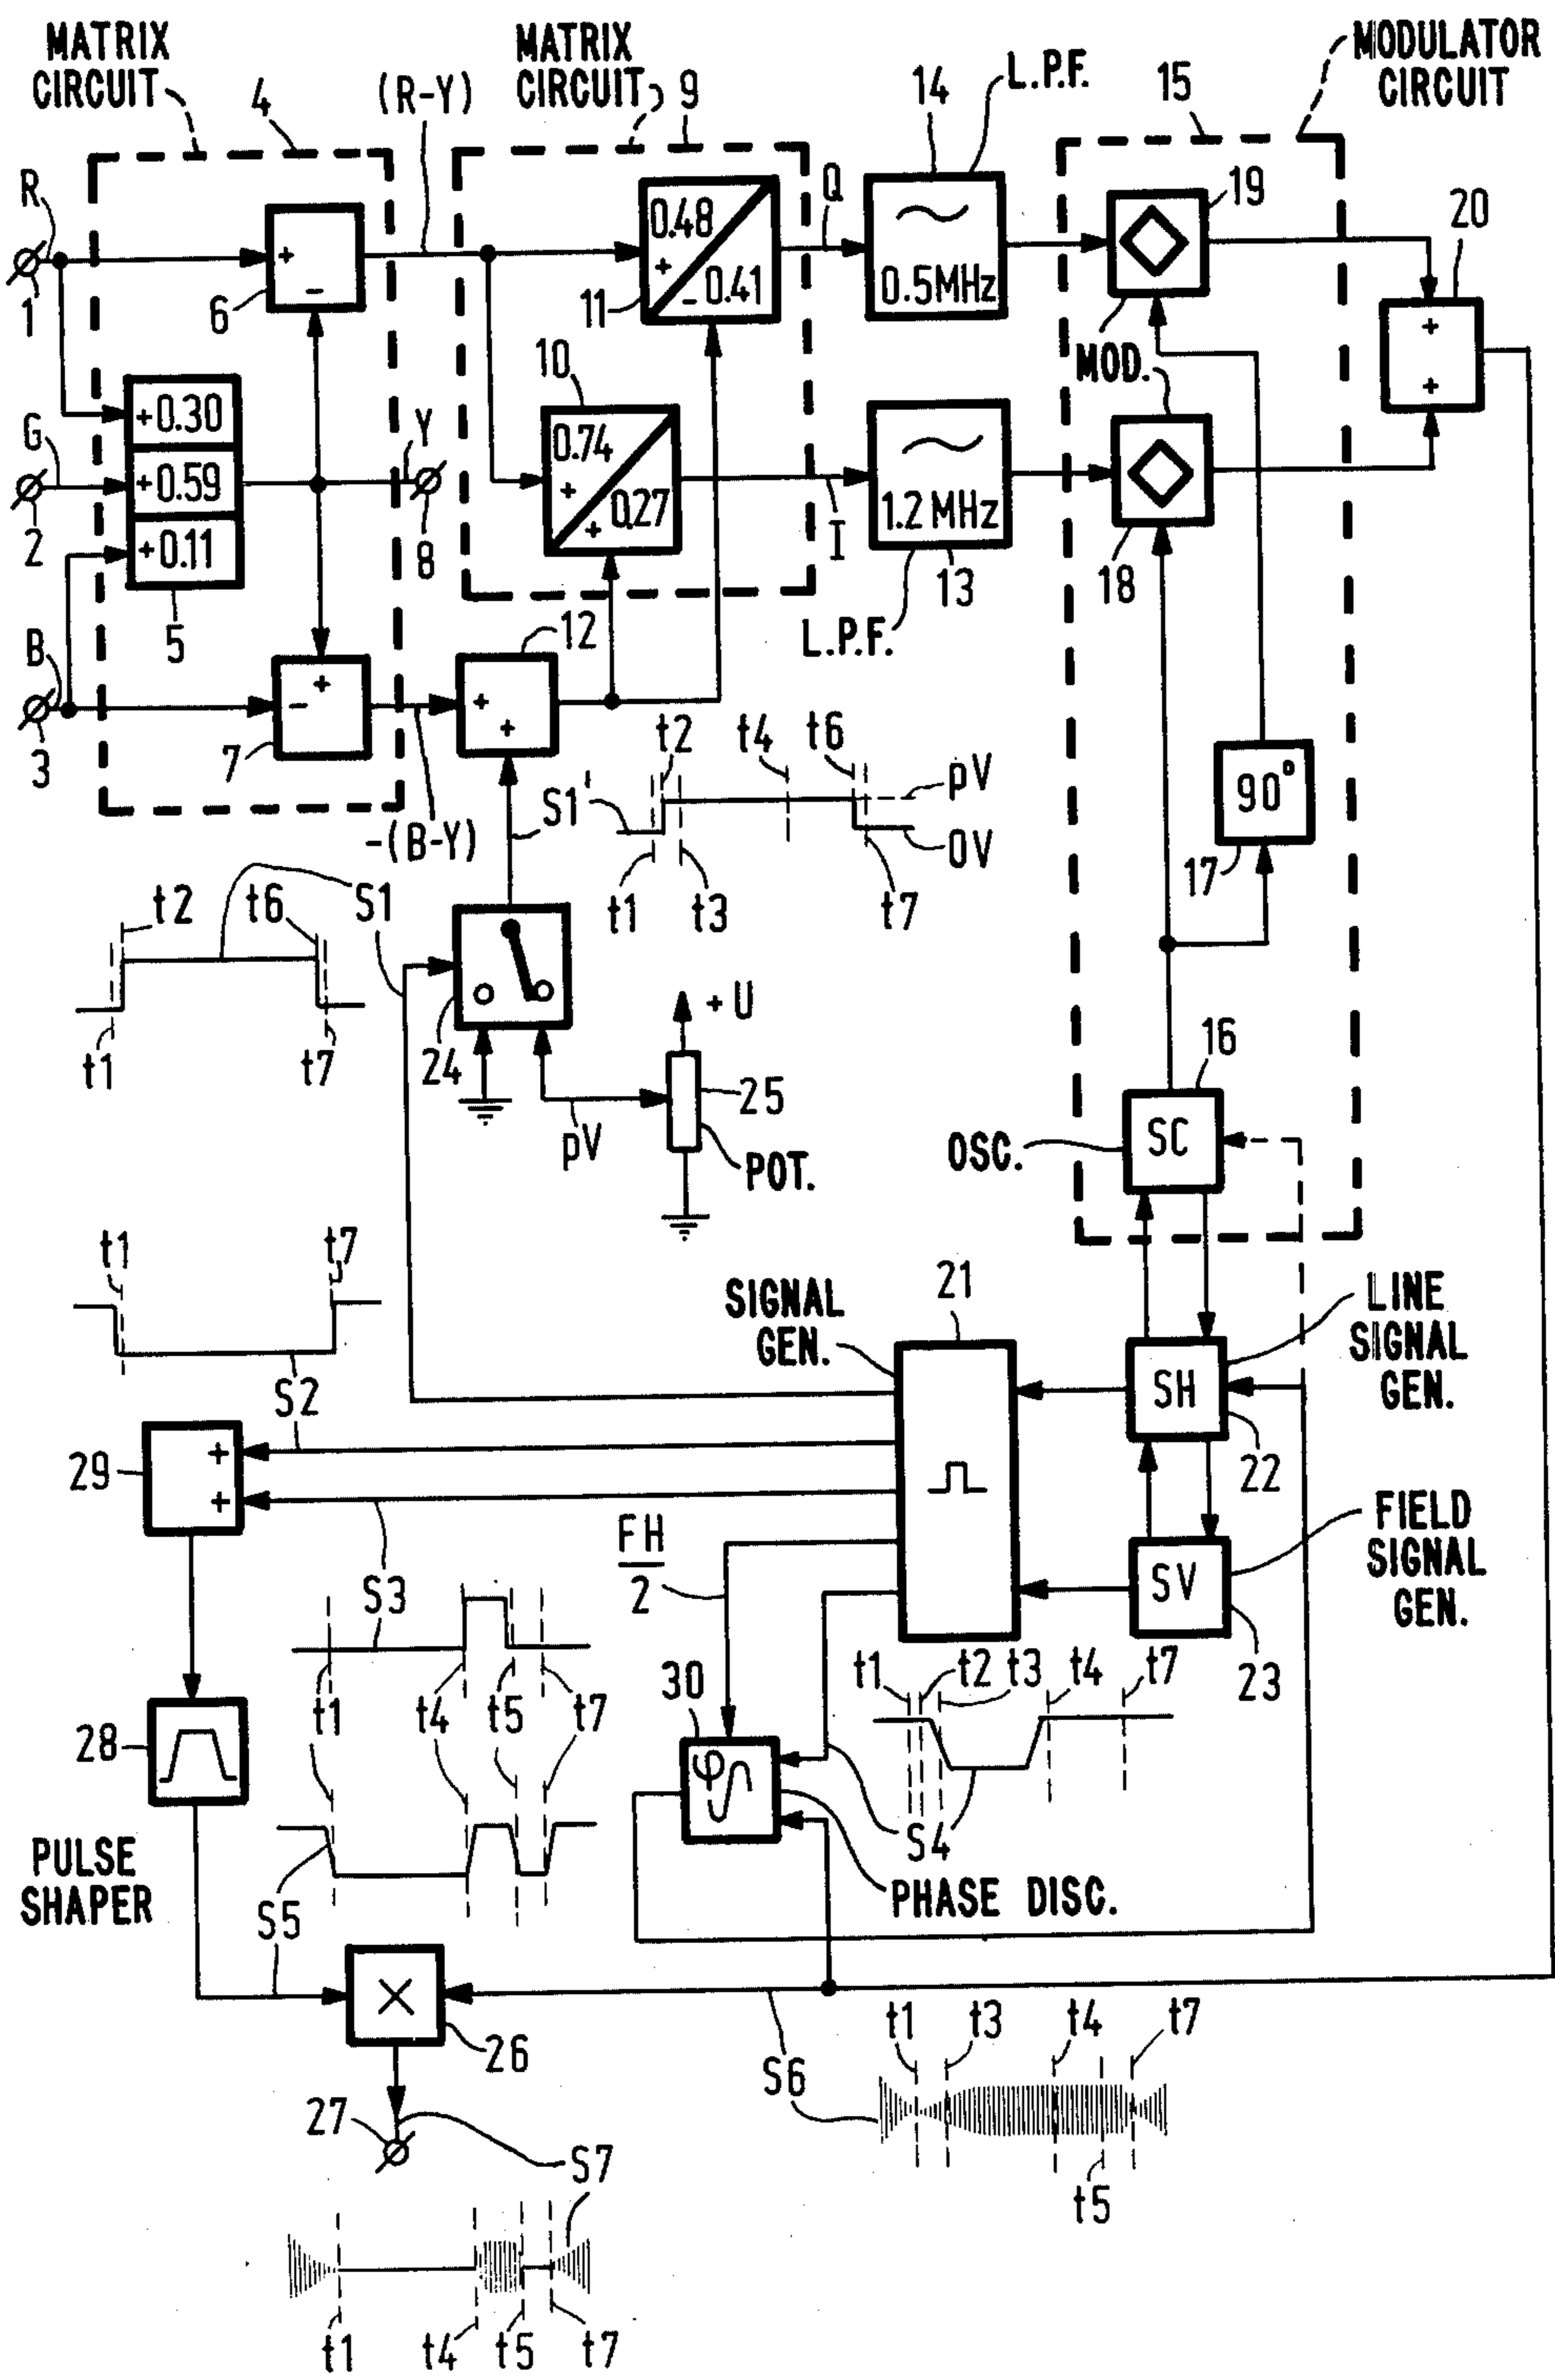 MATRIX
CIRCUIT
4
(R-Y)
MATRIX
CIRCUIT
9
14
L.P.F.
15
MODULATOR
CIRCUIT
R
1
+
-
6
0.48
+
- 0.41
11
Q
0.5MHz
19
20
+
+
MOD.
10
G
2
+0.30
+0.59
+0.11
5
Y
8
0.74
+
+ 0.27
I
1.2 MHz
13
L.P.F.
18
B
3
+
-
7
12
+
+
-(B-Y)
S1'
t2
t4
t6
pV
0V
t1
t3
t7
90°
17
t2
t6
S1
t1
t7
24
+U
25
pV
POT.
16
OSC.
SC
t1
t7
S2
SIGNAL
GEN.
21
LINE
SIGNAL
GEN.
SH
22
29
+
+
FH
2
FIELD
SIGNAL
GEN.
SV
23
S3
t1
t4
t5
t7
30
φ
t1
t2
t3
t4
t7
28
S4
PULSE
SHAPER
PHASE DISC.
S5
×
26
S6
t1
t3
t4
t7
t5
27
S7
t1
t4
t5
t7